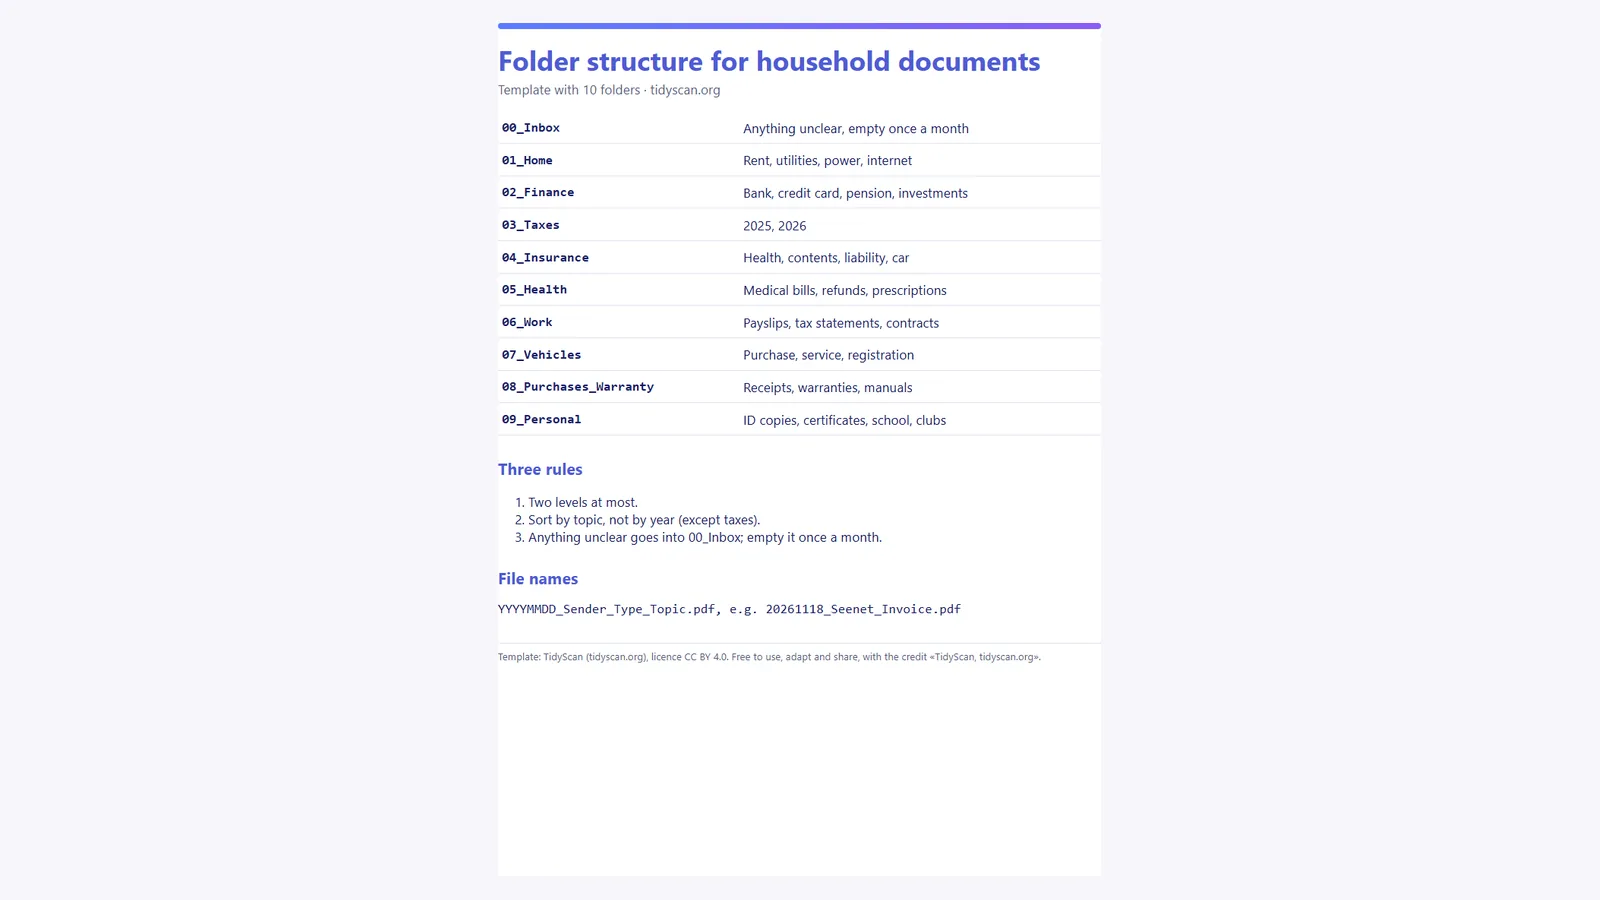 Folder structure for household documents
Template with 10 folders · tidyscan.org
00_Inbox Anything unclear, empty once a month
01_Home Rent, utilities, power, internet
02_Finance Bank, credit card, pension, investments
03_Taxes 2025, 2026
04_Insurance Health, contents, liability, car
05_Health Medical bills, refunds, prescriptions
06_Work Payslips, tax statements, contracts
07_Vehicles Purchase, service, registration
08_Purchases_Warranty Receipts, warranties, manuals
09_Personal ID copies, certificates, school, clubs
Three rules
1. Two levels at most.
2. Sort by topic, not by year (except taxes).
3. Anything unclear goes into 00_Inbox; empty it once a month.
File names
YYYYMMDD_Sender_Type_Topic.pdf, e.g. 20261118_Seenet_Invoice.pdf
Template: TidyScan (tidyscan.org), licence CC BY 4.0. Free to use, adapt and share, with the credit «TidyScan, tidyscan.org».